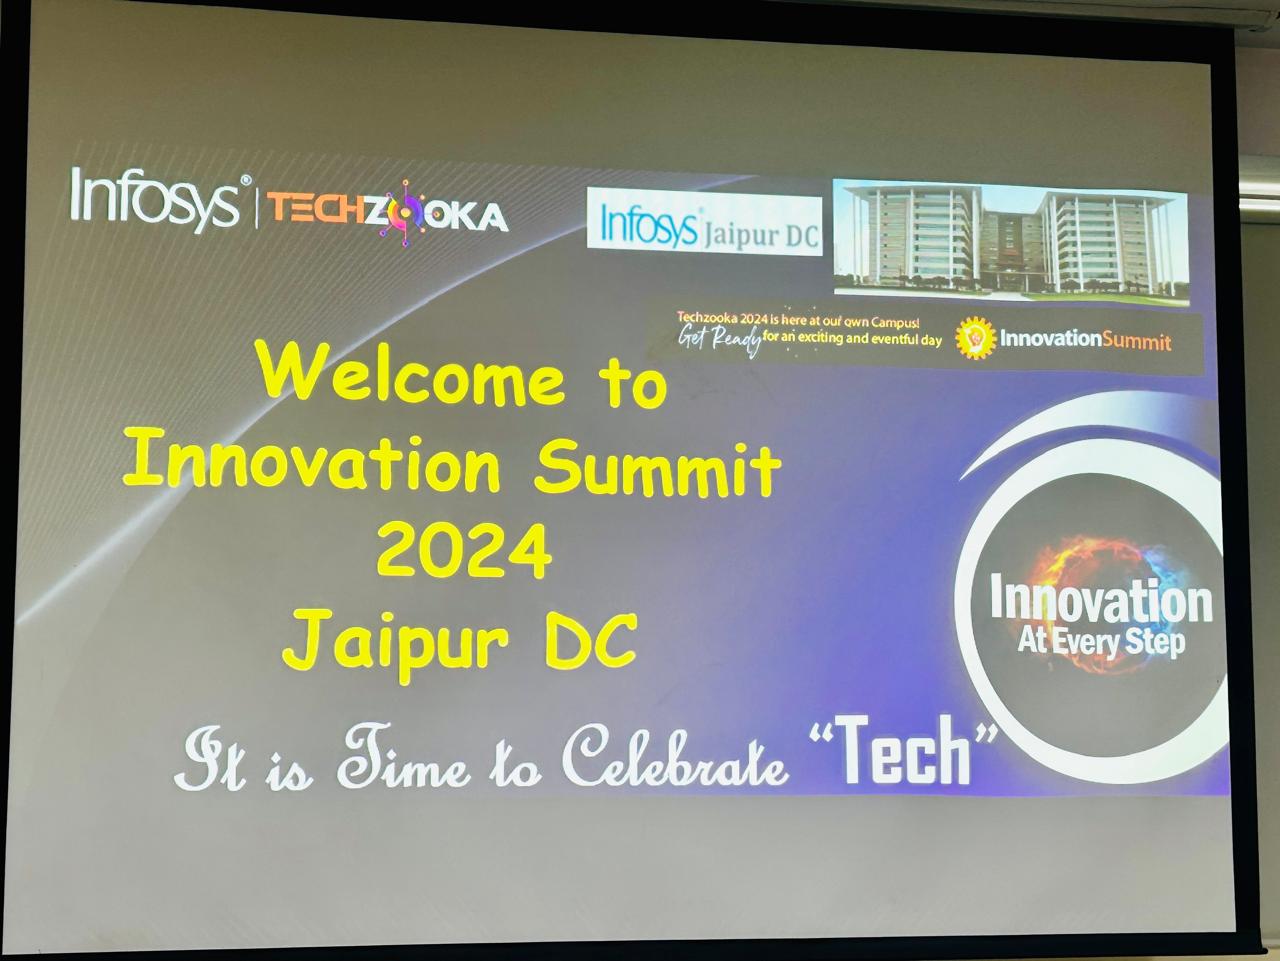 Infosys® | TECHZOOKA
Infosys® Jaipur DC
Techzooka 2024 is here at our own Campus!
Get Ready for an exciting and eventful day
InnovationSummit
Welcome to
Innovation Summit
2024
Jaipur DC
Innovation
At Every Step
It is Time to Celebrate “Tech”